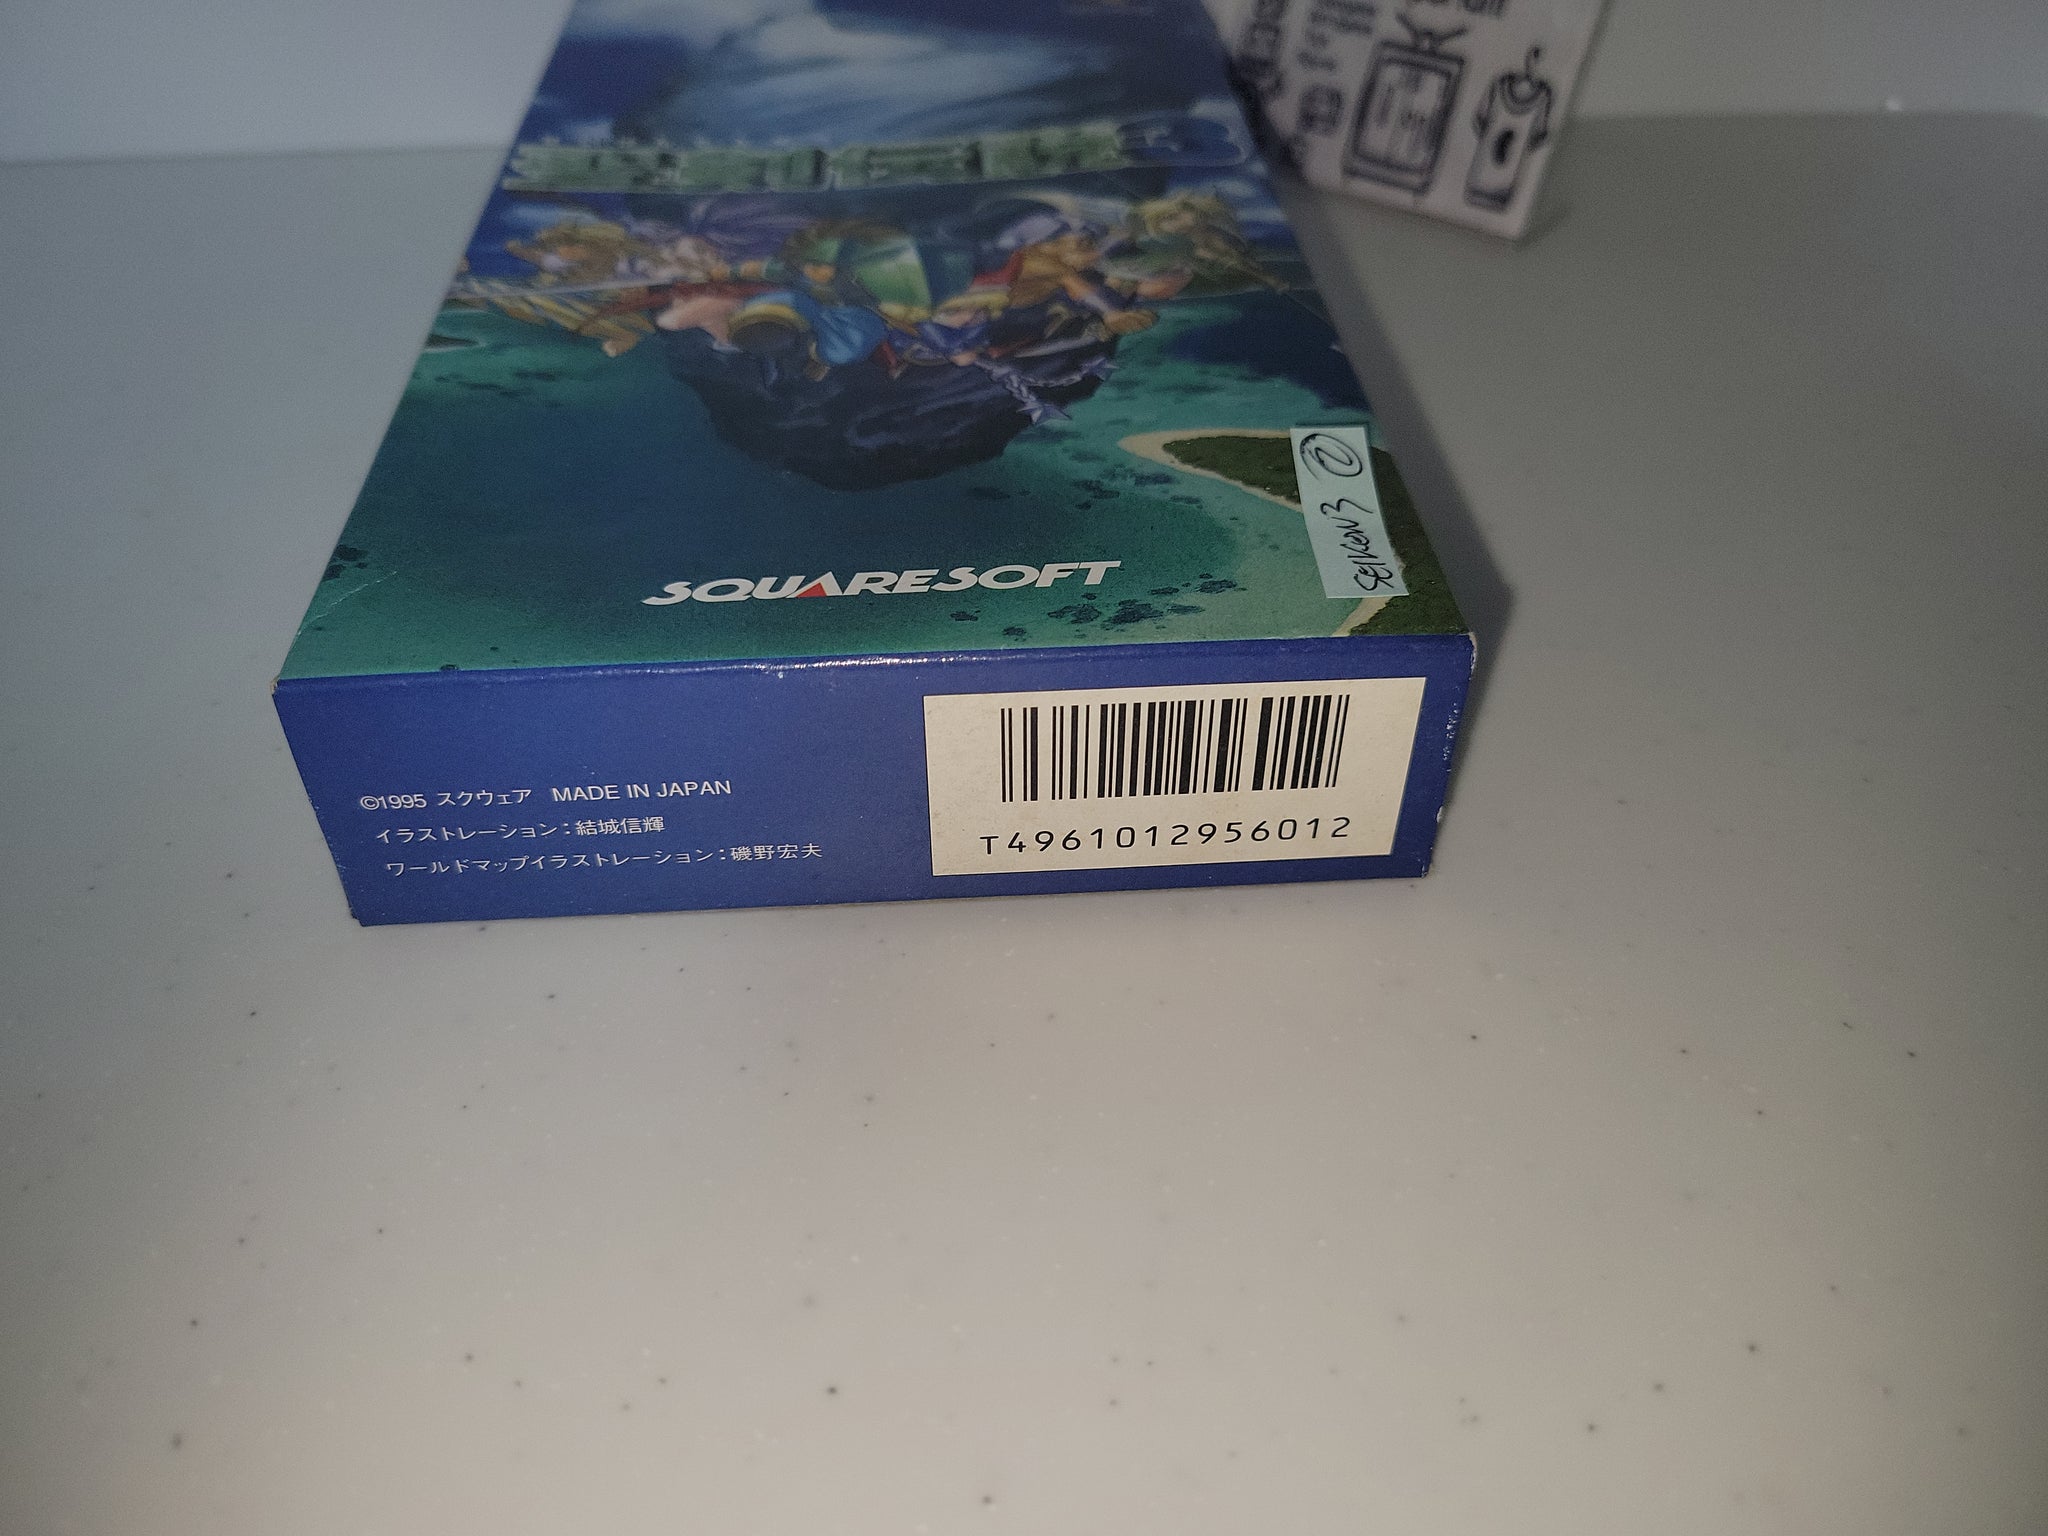 SQUARESOFT
SEIKEN3 ②
©1995 スクウェア MADE IN JAPAN
イラストレーション：結城信輝
ワールドマップイラストレーション：磯野宏夫
T4961012956012